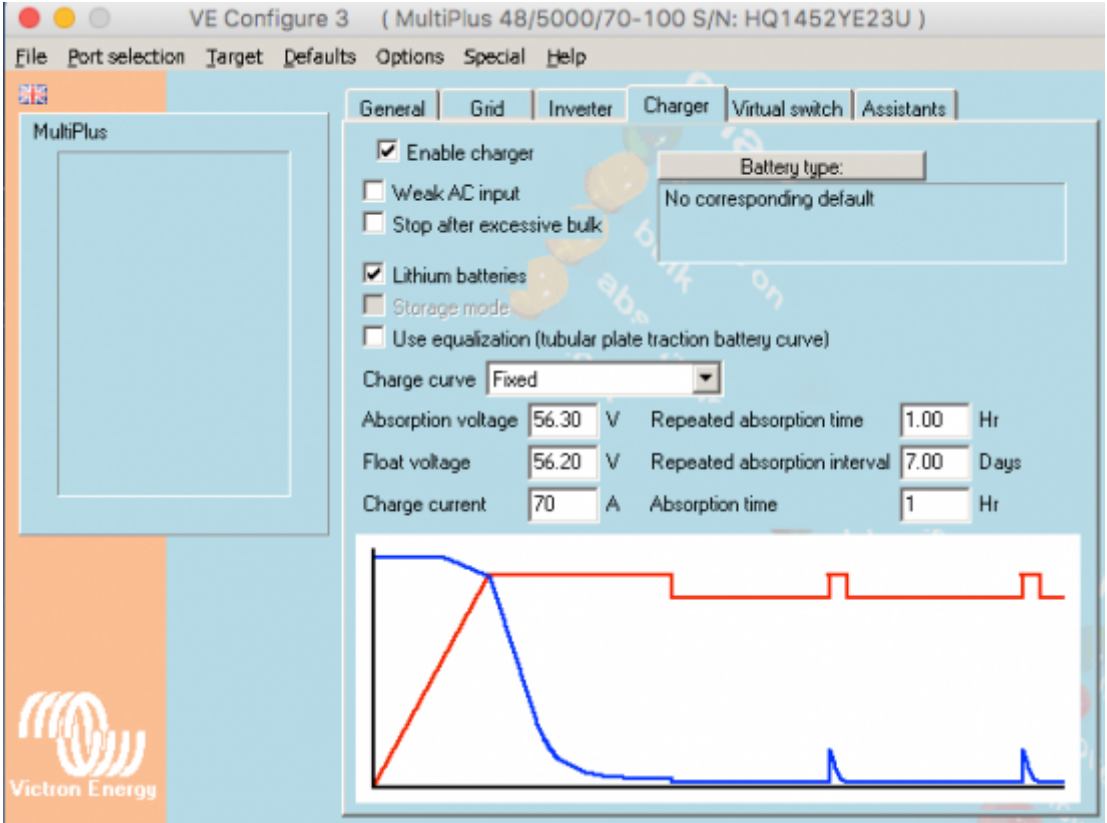 VE Configure 3 ( MultiPlus 48/5000/70-100 S/N: HQ1452YE23U )
File Port selection Target Defaults Options Special Help
General Grid Inverter Charger Virtual switch Assistants
MultiPlus
Enable charger
Battery type:
Weak AC input
No corresponding default
Stop after excessive bulk
Lithium batteries
Storage mode
Use equalization (tubular plate traction battery curve)
Charge curve Fixed
Absorption voltage 56.30 V Repeated absorption time 1.00 Hr
Float voltage 56.20 V Repeated absorption interval 7.00 Days
Charge current 70 A Absorption time 1 Hr
bulk
on
Victron Energy